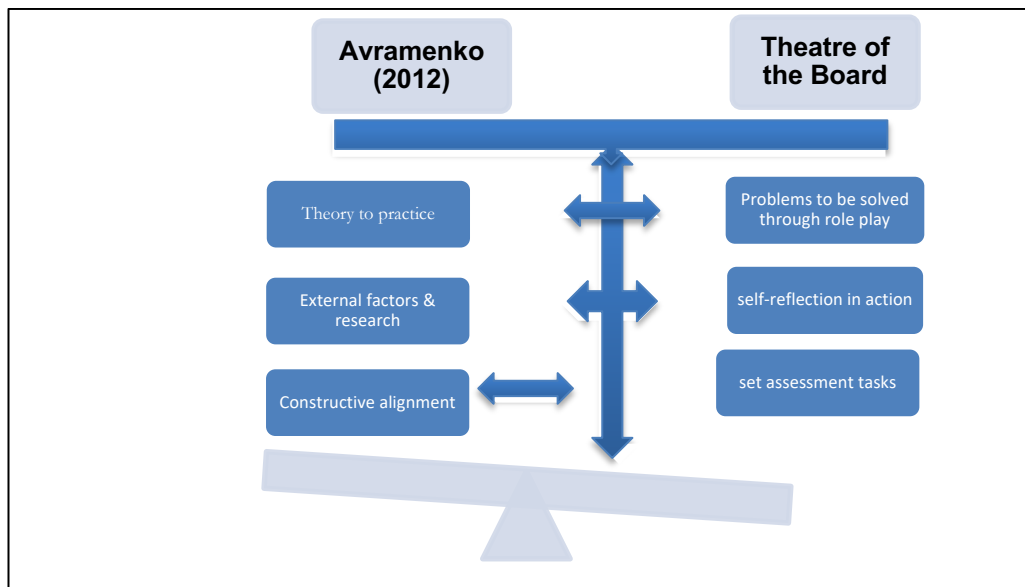 Avramenko
(2012)
Theatre of
the Board
Theory to practice
Problems to be solved
through role play
External factors &
research
self-reflection in action
Constructive alignment
set assessment tasks